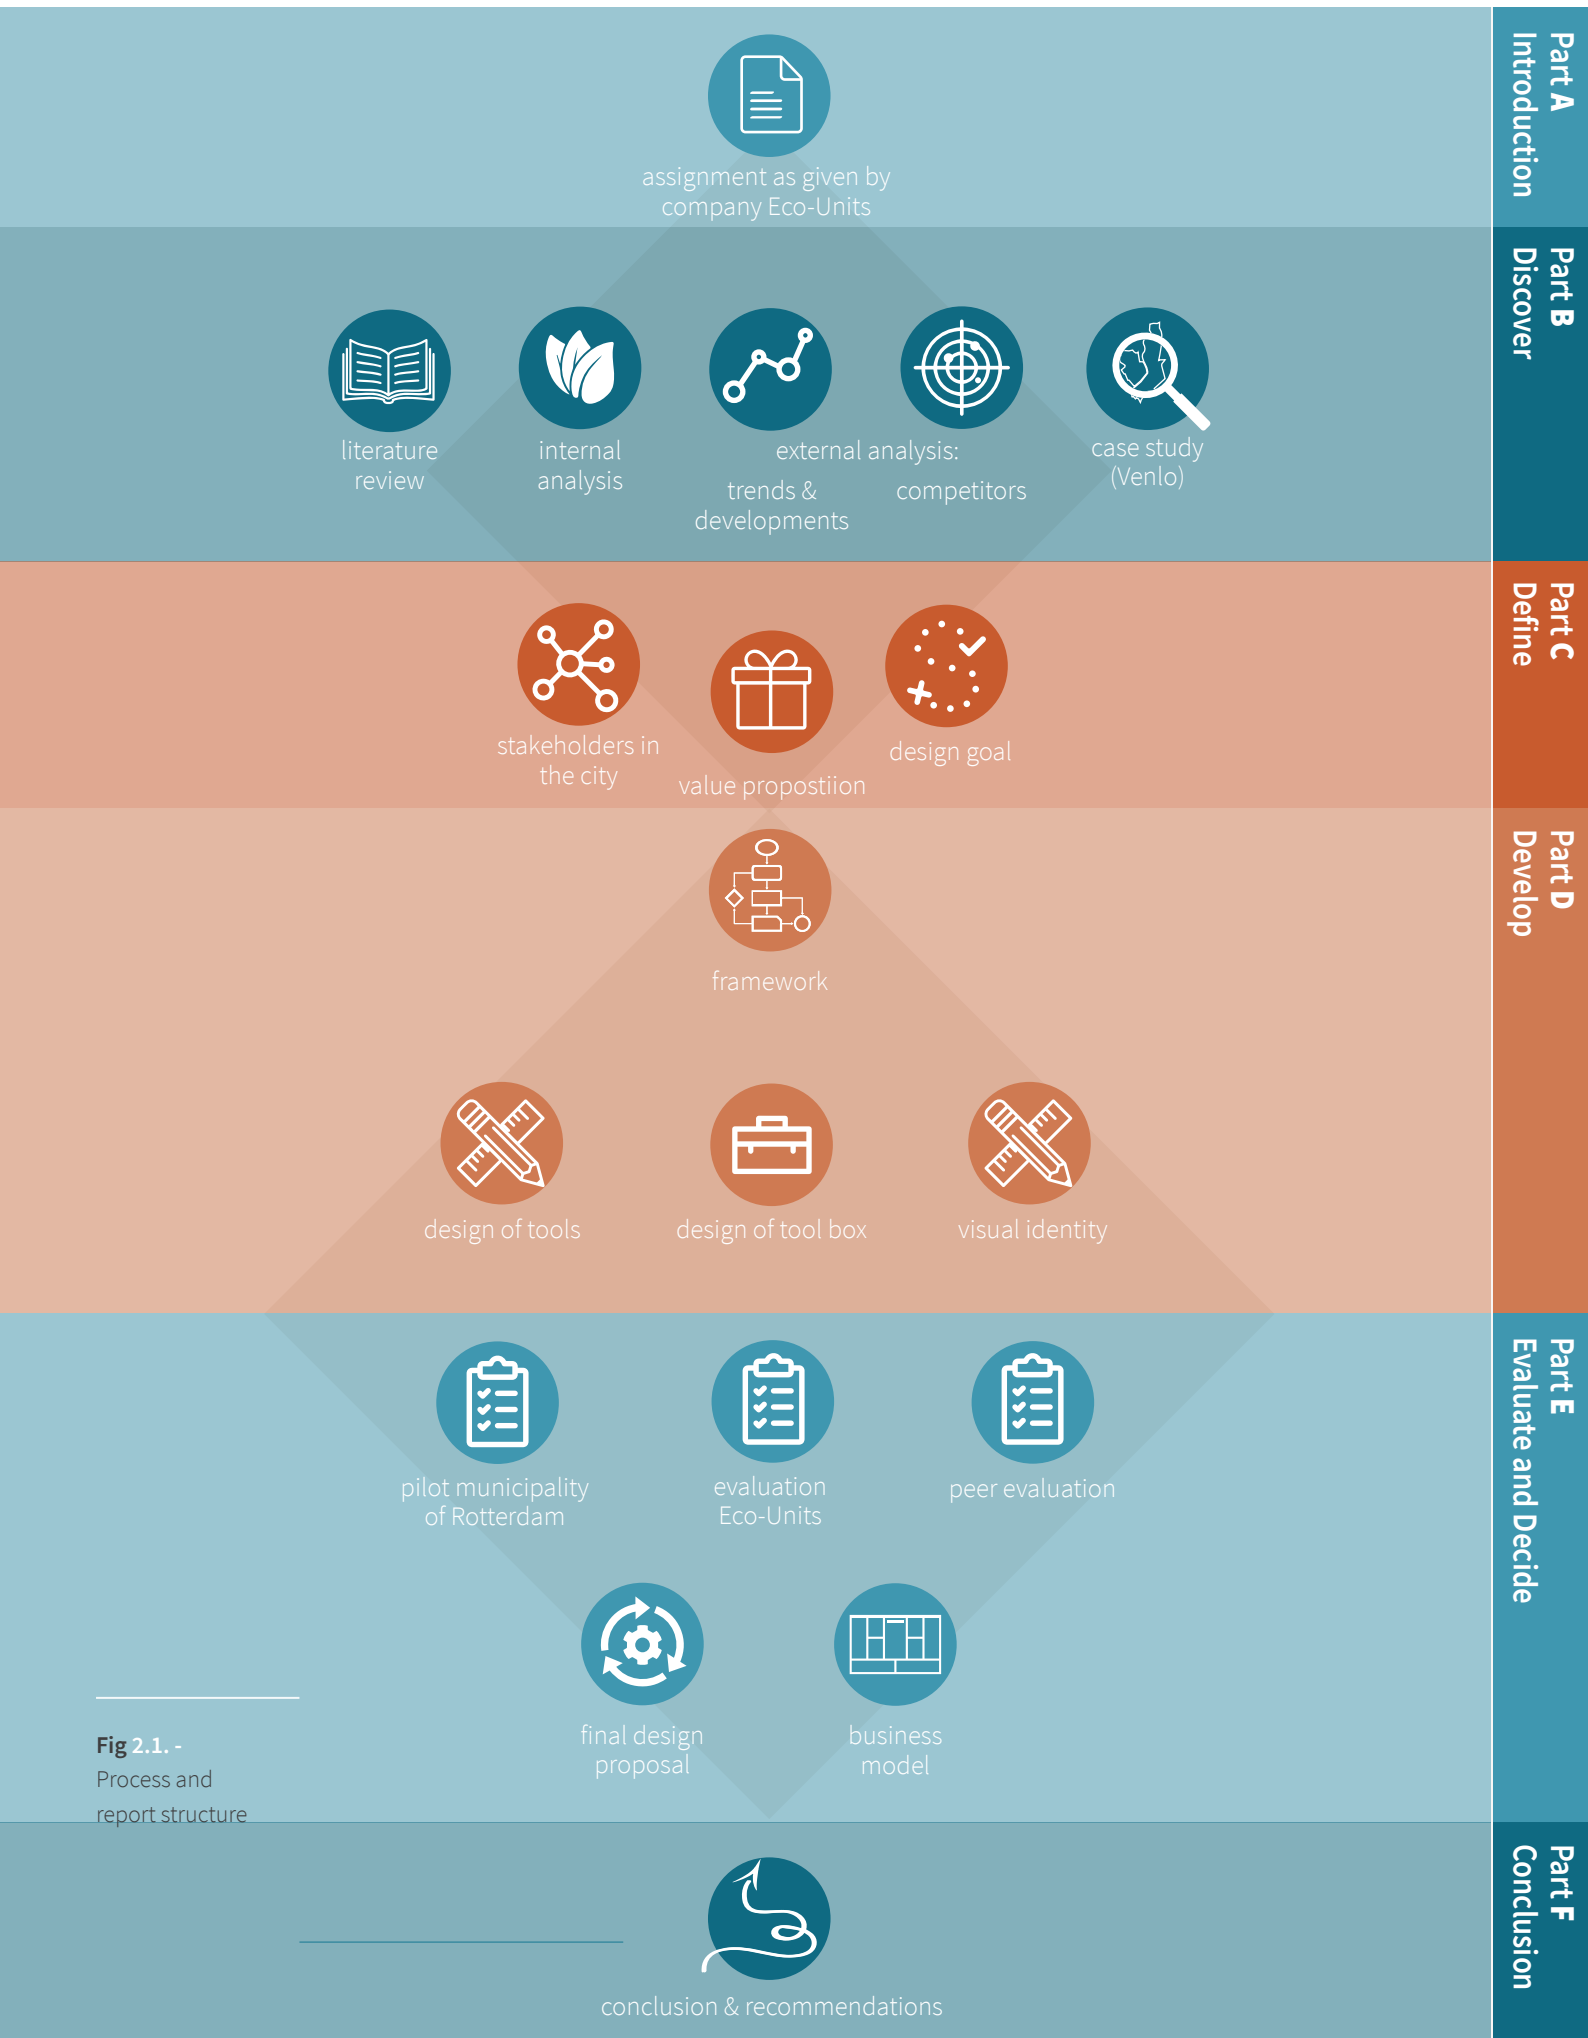 Part A
Introduction
assignment as given by
company Eco-Units
Part B
Discover
literature
review
internal
analysis
external analysis:
trends &
developments
competitors
case study
(Venlo)
Part C
Define
stakeholders in
the city
value propostiion
design goal
Part D
Develop
framework
design of tools
design of tool box
visual identity
Part E
Evaluate and Decide
pilot municipality
of Rotterdam
evaluation
Eco-Units
peer evaluation
final design
proposal
business
model
Fig 2.1. -
Process and
report structure
Part F
Conclusion
conclusion & recommendations